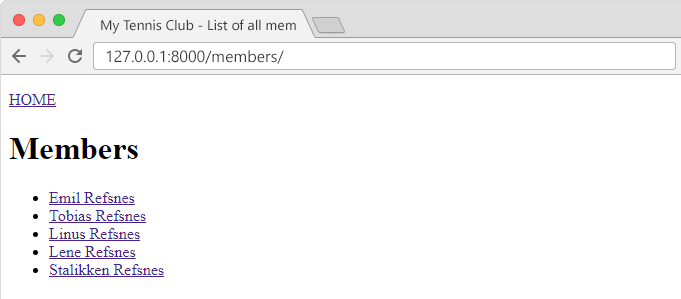 My Tennis Club - List of all mem
127.0.0.1:8000/members/
HOME
Members
Emil Refsnes
Tobias Refsnes
Linus Refsnes
Lene Refsnes
Stalikken Refsnes